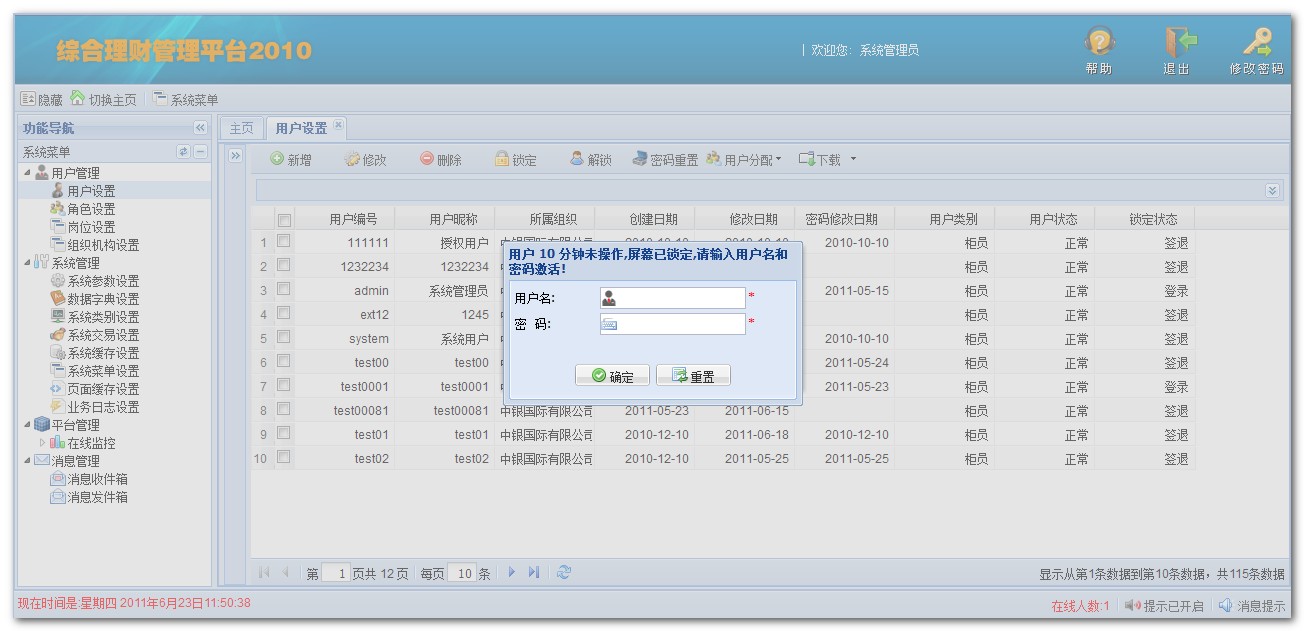 综合理财管理平台2010
| 欢迎您: 系统管理员
帮助 退出 修改密码
隐藏 切换主页 系统菜单
功能导航
系统菜单
用户管理
用户设置
角色设置
岗位设置
组织机构设置
系统管理
系统参数设置
数据字典设置
系统类别设置
系统交易设置
系统缓存设置
系统菜单设置
页面缓存设置
业务日志设置
平台管理
在线监控
消息管理
消息收件箱
消息发件箱
主页 用户设置
新增 修改 删除 锁定 解锁 密码重置 用户分配 下载
用户编号 用户昵称 所属组织 创建日期 修改日期 密码修改日期 用户类别 用户状态 锁定状态
1 111111 授权用户 中银国际有限公司 2010-10-10 2010-10-10 2010-10-10 柜员 正常 签退
2 1232234 1232234 柜员 正常 签退
3 admin 系统管理员 2011-05-15 柜员 正常 登录
4 ext12 1245 柜员 正常 签退
5 system 系统用户 2010-10-10 柜员 正常 签退
6 test00 test00 2011-05-24 柜员 正常 签退
7 test0001 test0001 2011-05-23 柜员 正常 登录
8 test00081 test00081 中银国际有限公司 2011-05-23 2011-06-15 柜员 正常 签退
9 test01 test01 中银国际有限公司 2010-12-10 2011-06-18 2010-12-10 柜员 正常 签退
10 test02 test02 中银国际有限公司 2010-12-10 2011-05-25 2011-05-25 柜员 正常 签退
用户 10 分钟未操作,屏幕已锁定,请输入用户名和
密码激活!
用户名: *
密 码: *
确定 重置
第 1 页共 12 页 每页 10 条
显示从第1条数据到第10条数据，共115条数据
现在时间是:星期四 2011年6月23日11:50:38
在线人数:1 提示已开启 消息提示